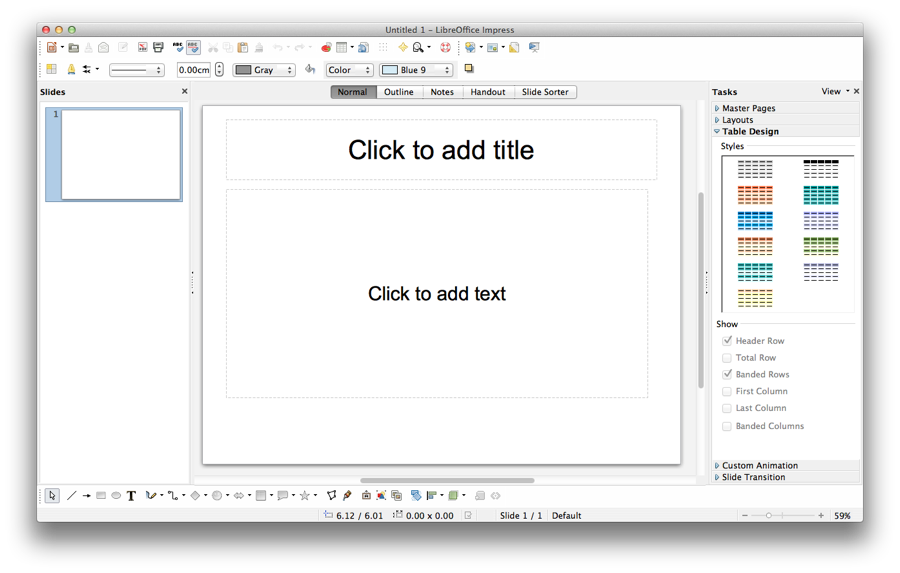 Untitled 1 – LibreOffice Impress
ABC ABC
0.00cm Gray Color Blue 9
Slides
Normal Outline Notes Handout Slide Sorter
Tasks View
1
Master Pages
Layouts
Table Design
Styles
Click to add title
Click to add text
Show
Header Row
Total Row
Banded Rows
First Column
Last Column
Banded Columns
Custom Animation
Slide Transition
T
6.12 / 6.01 0.00 x 0.00 Slide 1 / 1 Default 59%